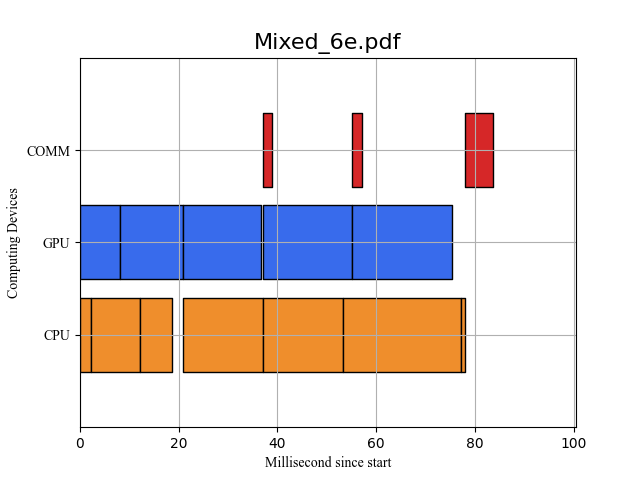 Mixed_6e.pdf
COMM
GPU
CPU
Computing Devices
0 20 40 60 80 100
Millisecond since start